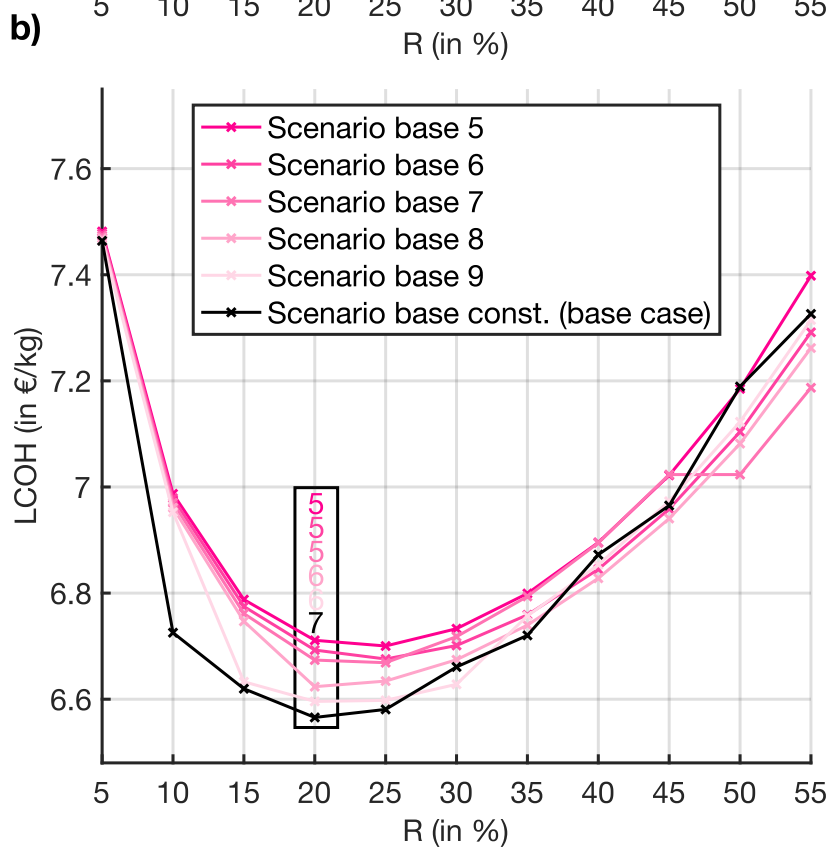 5 10 15 20 25 30 35 40 45 50 55
R (in %)
b)
Scenario base 5
Scenario base 6
Scenario base 7
Scenario base 8
Scenario base 9
Scenario base const. (base case)
7.6
7.4
7.2
7
6.8
6.6
LCOH (in €/kg)
5
5
5
6
6
7
5 10 15 20 25 30 35 40 45 50 55
R (in %)